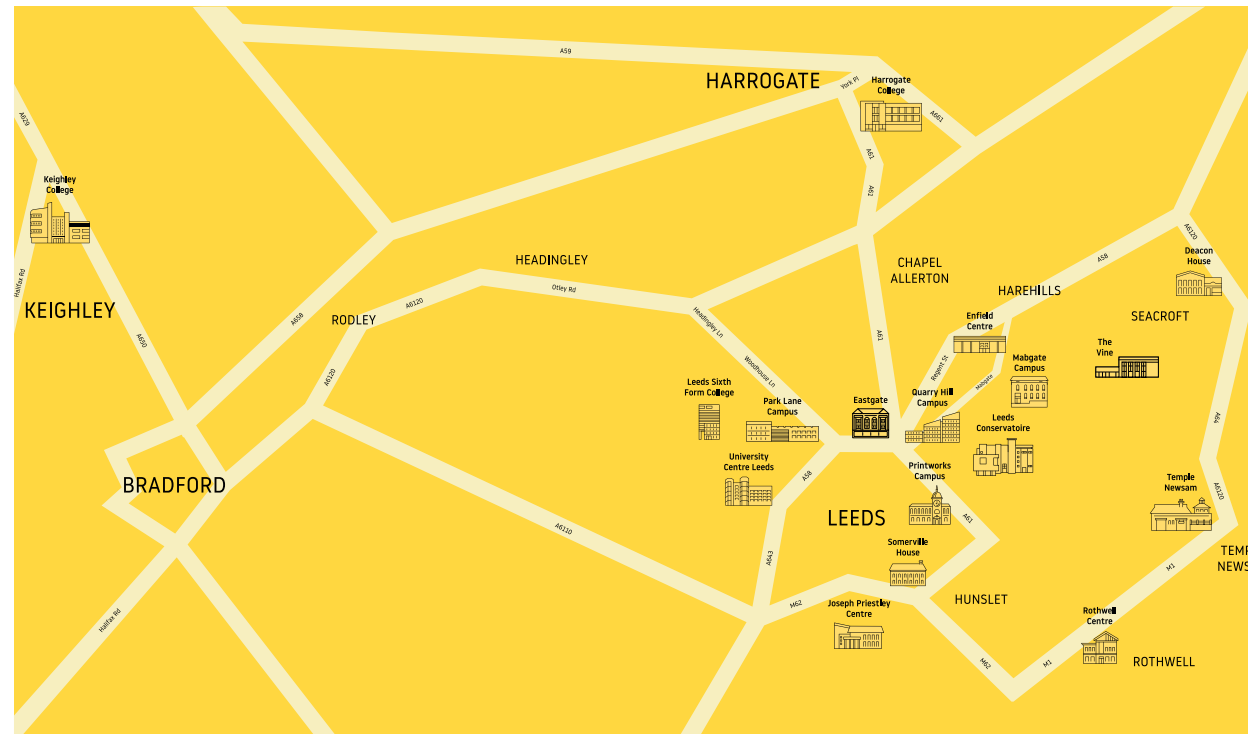 A59
HARROGATE
York Pl
Harrogate
College
A661
A629
A61
A61
Keighley
College
Halifax Rd
KEIGHLEY
A650
A658
HEADINGLEY
Otley Rd
A6120
RODLEY
A6120
Headingley Ln
Woodhouse Ln
CHAPEL
ALLERTON
A61
A58
HAREHILLS
A6120
Deacon
House
SEACROFT
Enfield
Centre
Regent St
Mabgate
Mabgate
Campus
The
Vine
Leeds Sixth
Form College
Park Lane
Campus
Eastgate
Quarry Hill
Campus
Leeds
Conservatoire
A64
University
Centre Leeds
A58
Printworks
Campus
BRADFORD
LEEDS
A61
Temple
Newsam
A6120
A6110
A643
Somerville
House
TEMP
NEWS
M1
M62
Joseph Priestley
Centre
HUNSLET
Rothwell
Centre
Halifax Rd
M62
M1
ROTHWELL